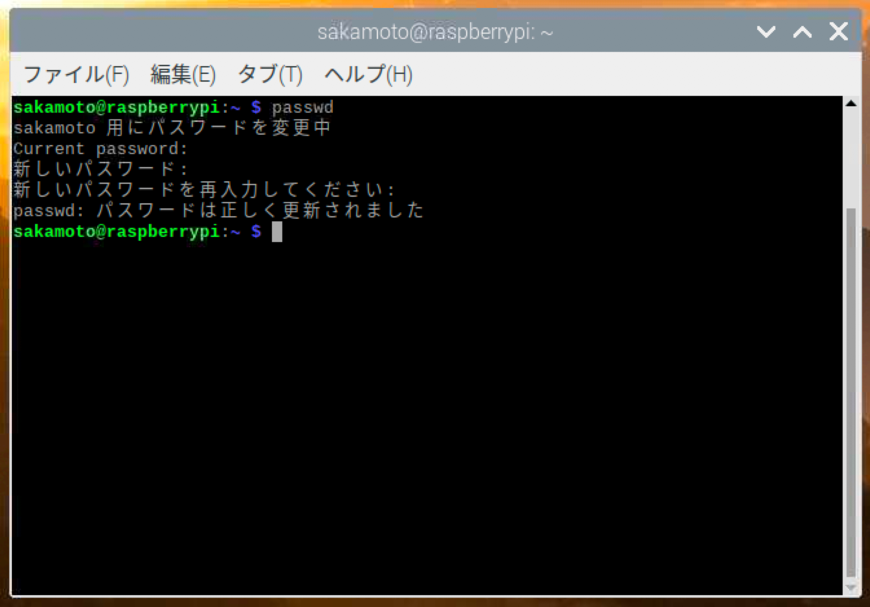 sakamoto@raspberrypi: ~
ファイル(F) 編集(E) タブ(T) ヘルプ(H)
sakamoto@raspberrypi:~ $ passwd
sakamoto 用にパスワードを変更中
Current password:
新しいパスワード:
新しいパスワードを再入力してください:
passwd: パスワードは正しく更新されました
sakamoto@raspberrypi:~ $